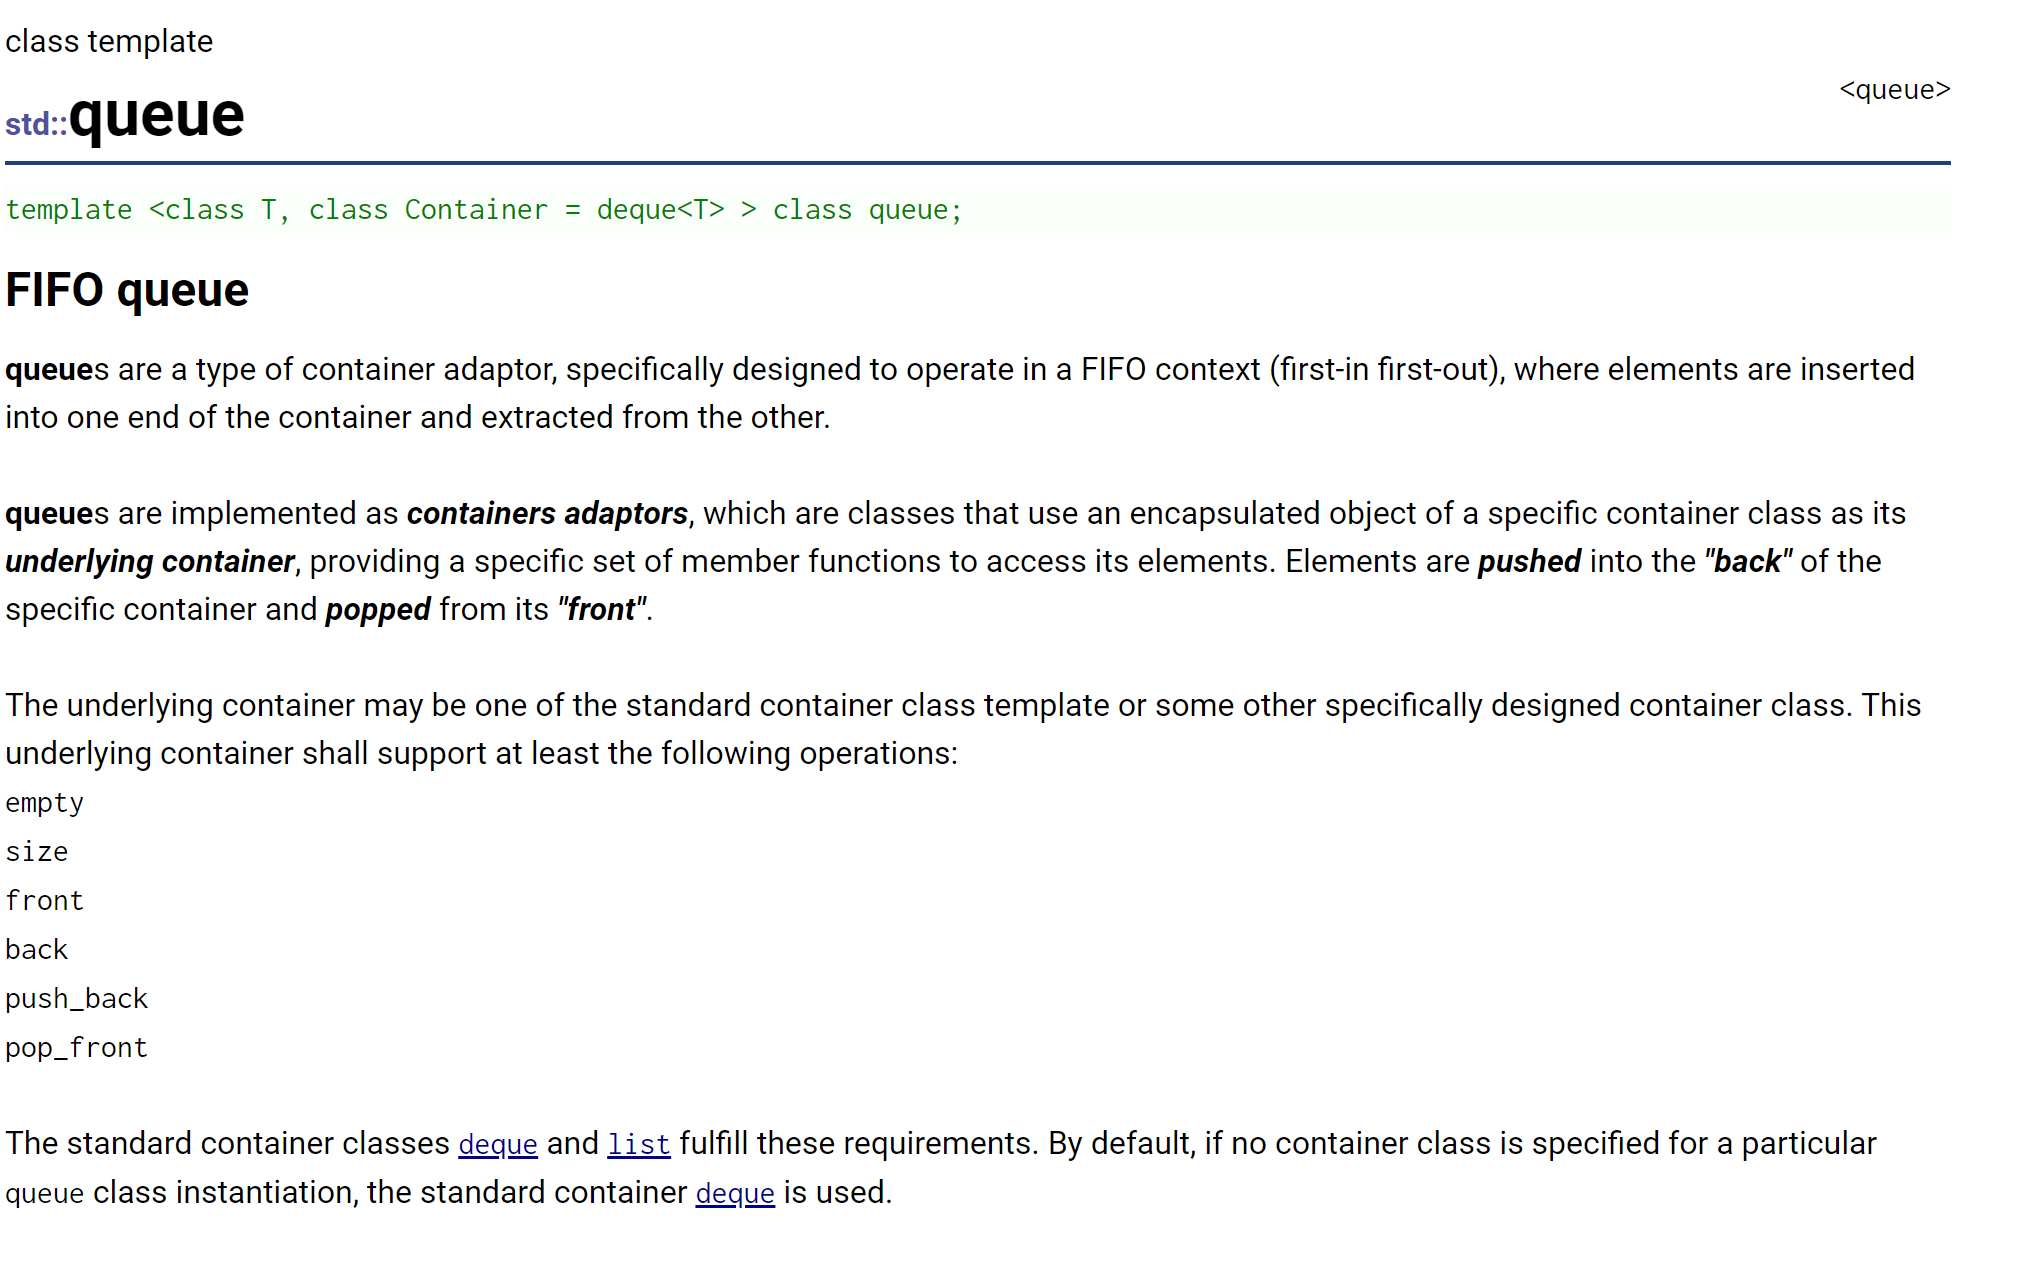 class template
<queue>
std::queue
template <class T, class Container = deque<T> > class queue;
FIFO queue
queues are a type of container adaptor, specifically designed to operate in a FIFO context (first-in first-out), where elements are inserted
into one end of the container and extracted from the other.
queues are implemented as containers adaptors, which are classes that use an encapsulated object of a specific container class as its
underlying container, providing a specific set of member functions to access its elements. Elements are pushed into the "back" of the
specific container and popped from its "front".
The underlying container may be one of the standard container class template or some other specifically designed container class. This
underlying container shall support at least the following operations:
empty
size
front
back
push_back
pop_front
The standard container classes deque and list fulfill these requirements. By default, if no container class is specified for a particular
queue class instantiation, the standard container deque is used.